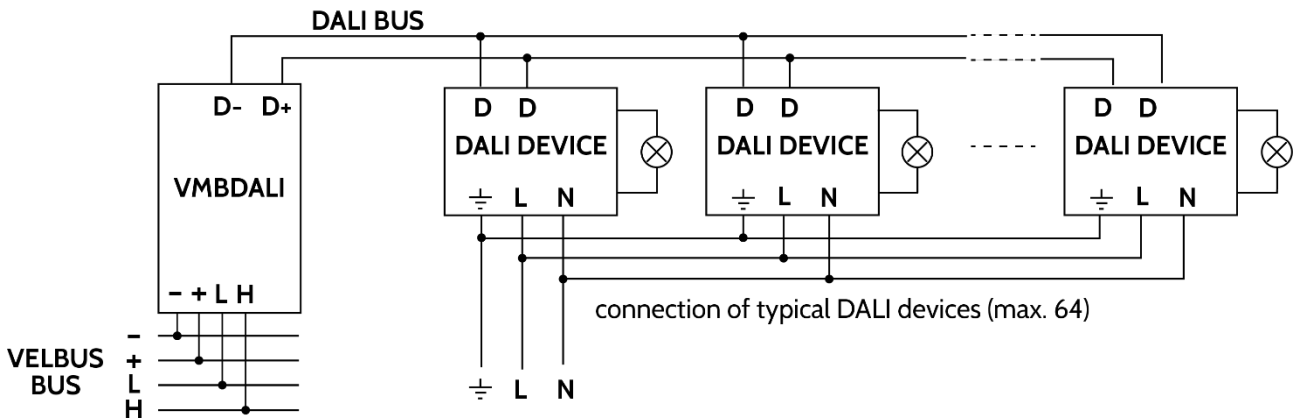 DALI BUS
D- D+
D D
D D
D D
DALI DEVICE
DALI DEVICE
DALI DEVICE
VMBDALI
L N
L N
L N
- + L H
connection of typical DALI devices (max. 64)
VELBUS
BUS
-
+
L
H
L N